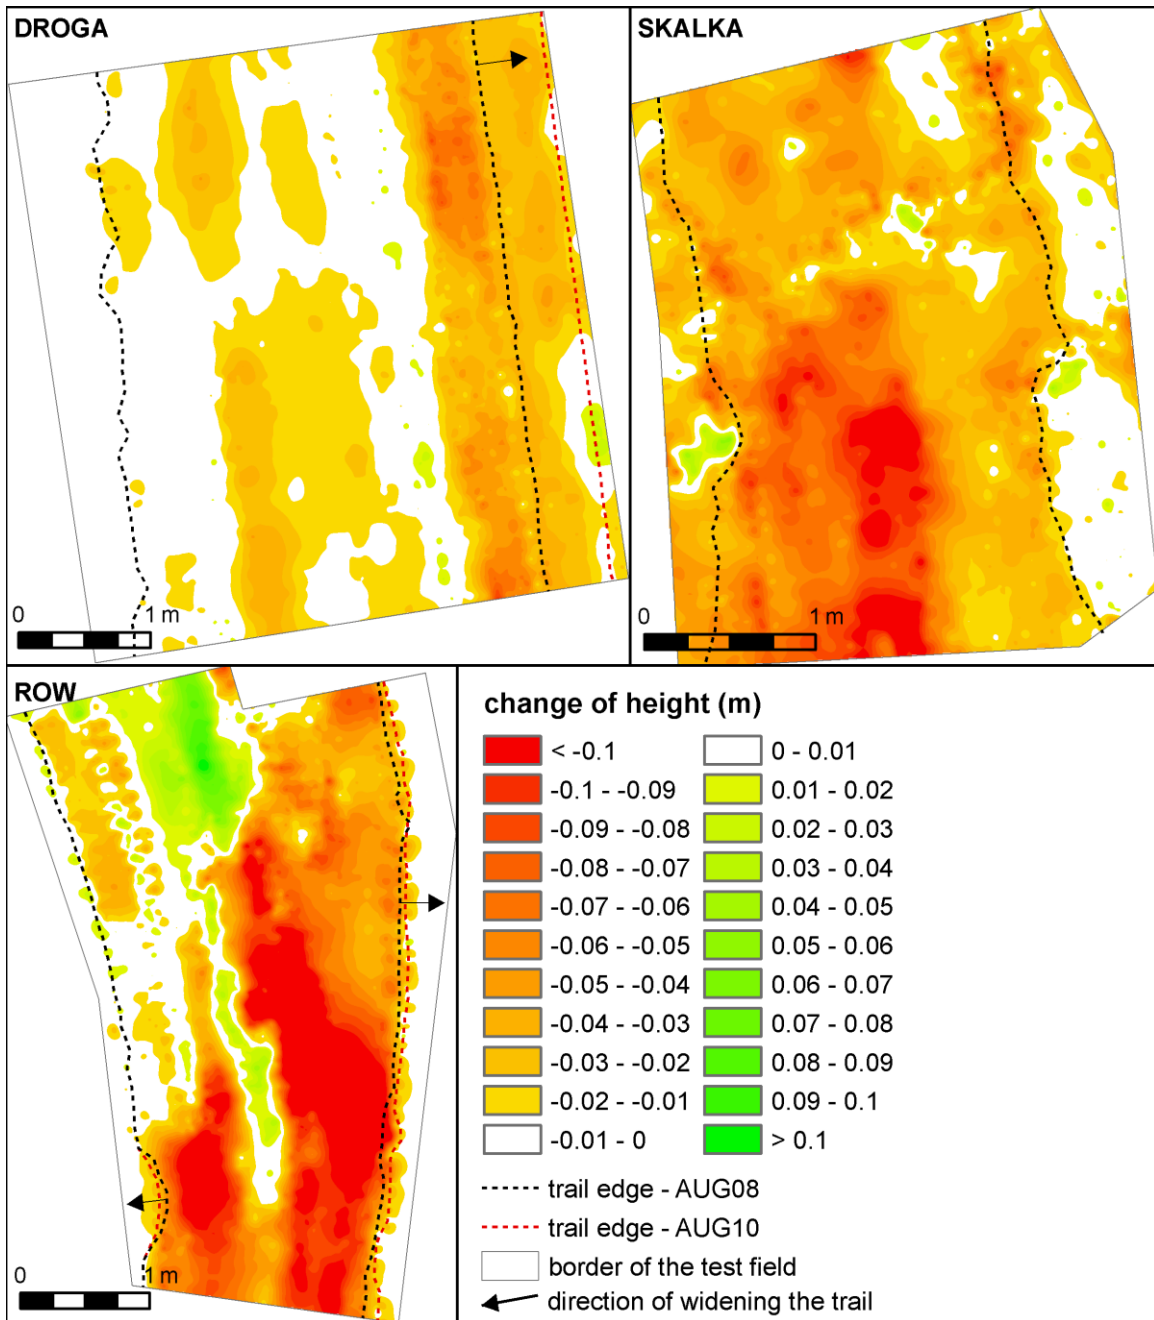 DROGA
0 1 m
SKALKA
0 1 m
ROW
0 1 m
change of height (m)
< -0.1
-0.1 - -0.09
-0.09 - -0.08
-0.08 - -0.07
-0.07 - -0.06
-0.06 - -0.05
-0.05 - -0.04
-0.04 - -0.03
-0.03 - -0.02
-0.02 - -0.01
-0.01 - 0
0 - 0.01
0.01 - 0.02
0.02 - 0.03
0.03 - 0.04
0.04 - 0.05
0.05 - 0.06
0.06 - 0.07
0.07 - 0.08
0.08 - 0.09
0.09 - 0.1
> 0.1
trail edge - AUG08
trail edge - AUG10
border of the test field
direction of widening the trail